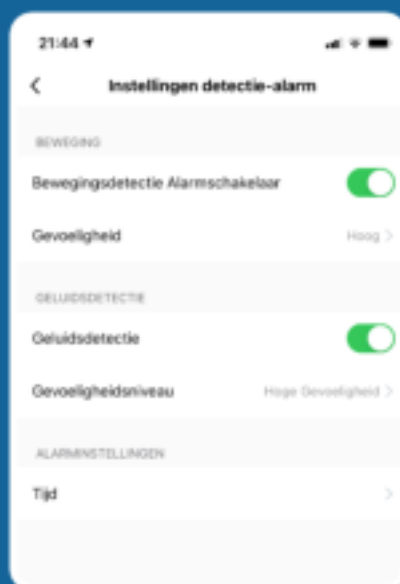 21:44
Instellingen detectie-alarm
BEWEGING
Bewegingsdetectie Alarmschakelaar
Gevoeligheid Hoog >
GELUIDSDETECTIE
Geluidsdetectie
Gevoeligheidsniveau Hoge Gevoeligheid >
ALARMINSTELLINGEN
Tijd >